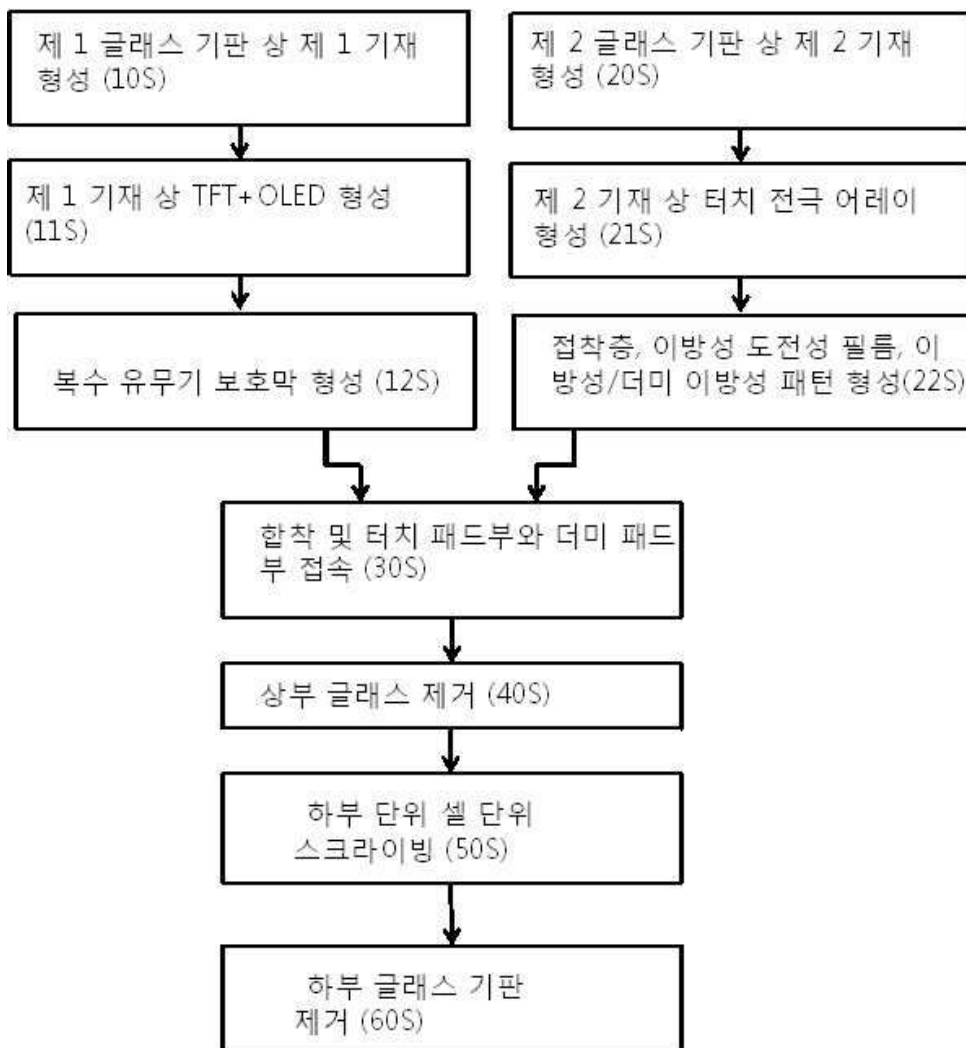 제 1 글래스 기판 상 제 1 기재
형성 (10S)
제 2 글래스 기판 상 제 2 기재
형성 (20S)
제 1 기재 상 TFT+OLED 형성
(11S)
제 2 기재 상 터치 전극 어레이
형성 (21S)
복수 유무기 보호막 형성 (12S)
접착층, 이방성 도전성 필름, 이
방성/더미 이방성 패턴 형성(22S)
합착 및 터치 패드부와 더미 패드
부 접속 (30S)
상부 글래스 제거 (40S)
하부 단위 셀 단위
스크라이빙 (50S)
하부 글래스 기판
제거 (60S)